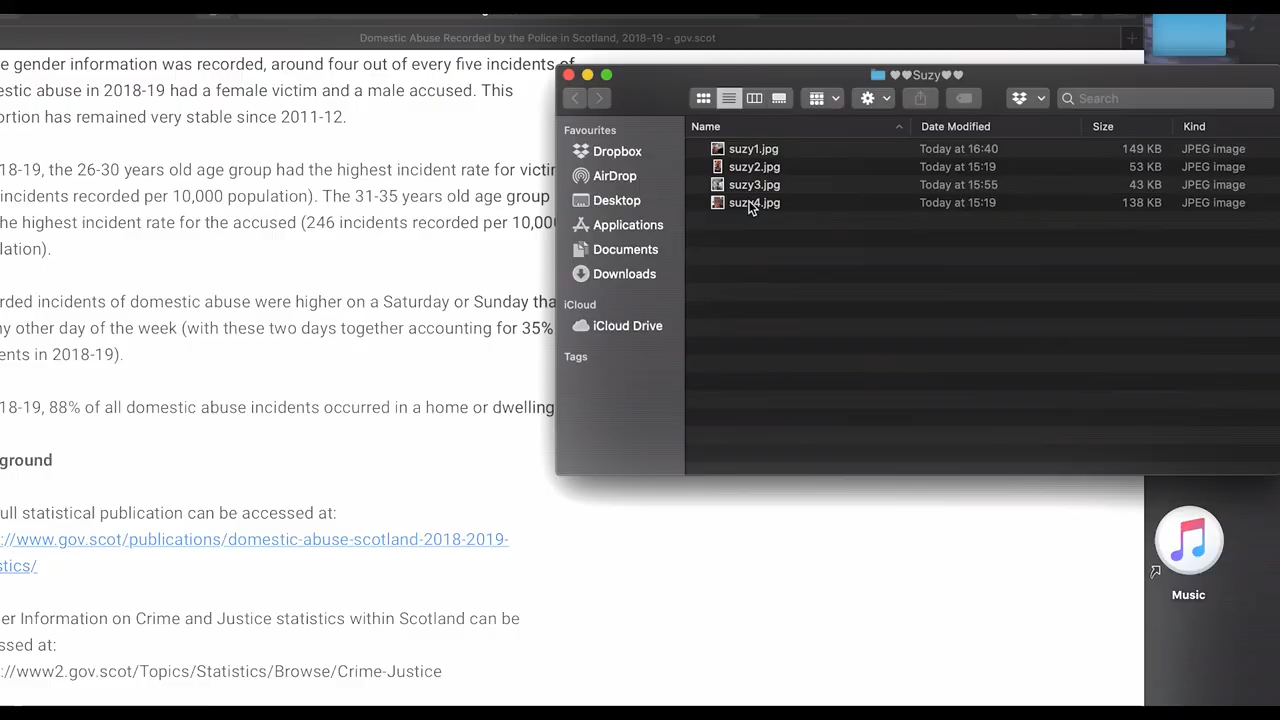 Domestic Abuse Recorded by the Police in Scotland, 2018-19 - gov.scot
e gender information was recorded, around four out of every five incidents of
estic abuse in 2018-19 had a female victim and a male accused. This
ortion has remained very stable since 2011-12.
18-19, the 26-30 years old age group had the highest incident rate for victim
incidents recorded per 10,000 population). The 31-35 years old age group
the highest incident rate for the accused (246 incidents recorded per 10,000
lation).
rded incidents of domestic abuse were higher on a Saturday or Sunday tha
ny other day of the week (with these two days together accounting for 35%
ents in 2018-19).
18-19, 88% of all domestic abuse incidents occurred in a home or dwelling
ground
ull statistical publication can be accessed at:
://www.gov.scot/publications/domestic-abuse-scotland-2018-2019-
stics/
er Information on Crime and Justice statistics within Scotland can be
ssed at:
://www2.gov.scot/Topics/Statistics/Browse/Crime-Justice
♥♥Suzy♥♥
Search
Favourites
Dropbox
AirDrop
Desktop
Applications
Documents
Downloads
iCloud
iCloud Drive
Tags
Name Date Modified Size Kind
suzy1.jpg Today at 16:40 149 KB JPEG image
suzy2.jpg Today at 15:19 53 KB JPEG image
suzy3.jpg Today at 15:55 43 KB JPEG image
suzy4.jpg Today at 15:19 138 KB JPEG image
Music